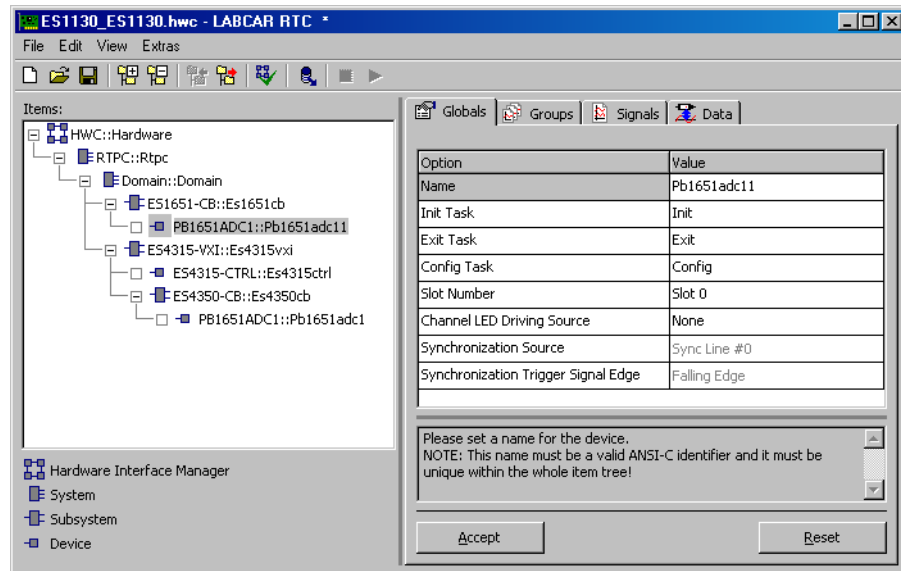 ES1130_ES1130.hwc - LABCAR RTC *
File Edit View Extras
Items:
HWC::Hardware
RTPC::Rtpc
Domain::Domain
ES1651-CB::Es1651cb
PB1651ADC1::Pb1651adc11
ES4315-VXI::Es4315vxi
ES4315-CTRL::Es4315ctrl
ES4350-CB::Es4350cb
PB1651ADC1::Pb1651adc1
Hardware Interface Manager
System
Subsystem
Device
Globals Groups Signals Data
Option Value
Name Pb1651adc11
Init Task Init
Exit Task Exit
Config Task Config
Slot Number Slot 0
Channel LED Driving Source None
Synchronization Source Sync Line #0
Synchronization Trigger Signal Edge Falling Edge
Please set a name for the device.
NOTE: This name must be a valid ANSI-C identifier and it must be
unique within the whole item tree!
Accept Reset